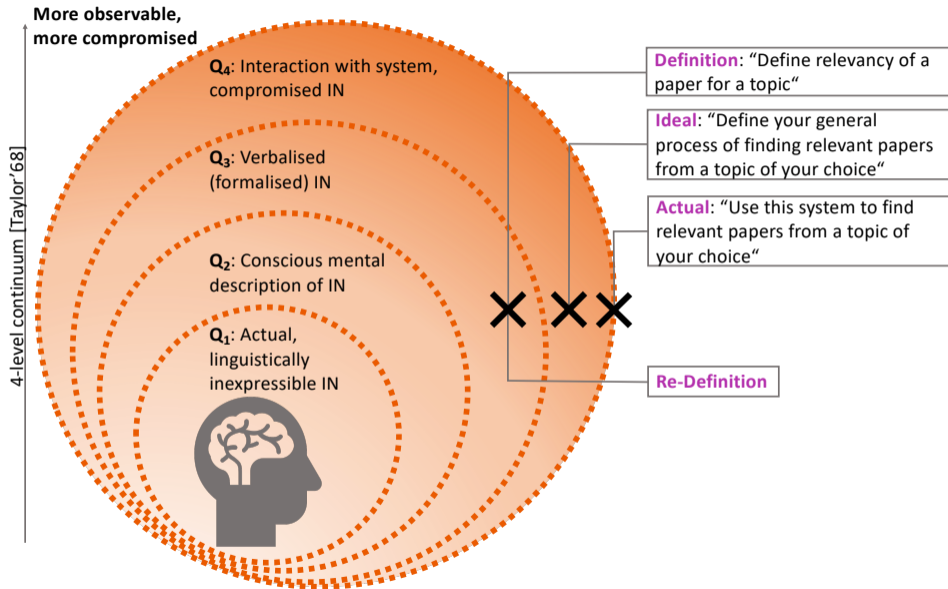 More observable,
more compromised
4-level continuum [Taylor’68]
Q₄: Interaction with system,
compromised IN
Q₃: Verbalised
(formalised) IN
Q₂: Conscious mental
description of IN
Q₁: Actual,
linguistically
inexpressible IN
Definition: “Define relevancy of a
paper for a topic“
Ideal: “Define your general
process of finding relevant papers
from a topic of your choice“
Actual: “Use this system to find
relevant papers from a topic of
your choice“
Re-Definition